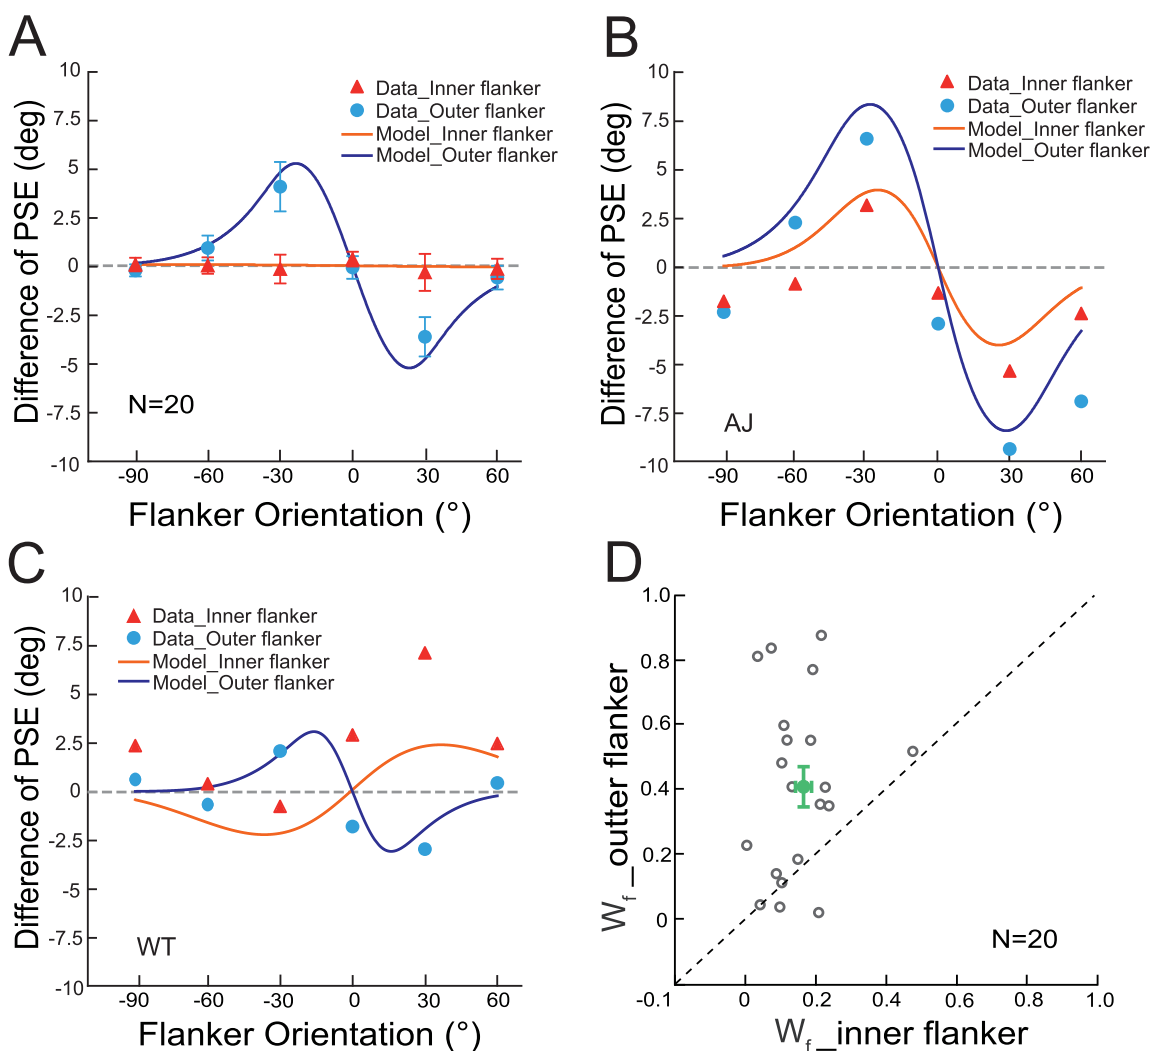 A
10
7.5
5
2.5
0
-2.5
-5
-7.5
-10
Difference of PSE (deg)
Data_Inner flanker
Data_Outer flanker
Model_Inner flanker
Model_Outer flanker
N=20
-90 -60 -30 0 30 60
Flanker Orientation (°)
B
10
7.5
5
2.5
0
-2.5
-5
-7.5
-10
Difference of PSE (deg)
Data_Inner flanker
Data_Outer flanker
Model_Inner flanker
Model_Outer flanker
AJ
-90 -60 -30 0 30 60
Flanker Orientation (°)
C
10
7.5
5
2.5
0
-2.5
-5
-7.5
-10
Difference of PSE (deg)
Data_Inner flanker
Data_Outer flanker
Model_Inner flanker
Model_Outer flanker
WT
-90 -60 -30 0 30 60
Flanker Orientation (°)
D
1.0
0.8
0.6
0.4
0.2
0
-0.1
Wf_outter flanker
N=20
0 0.2 0.4 0.6 0.8 1.0
Wf_inner flanker